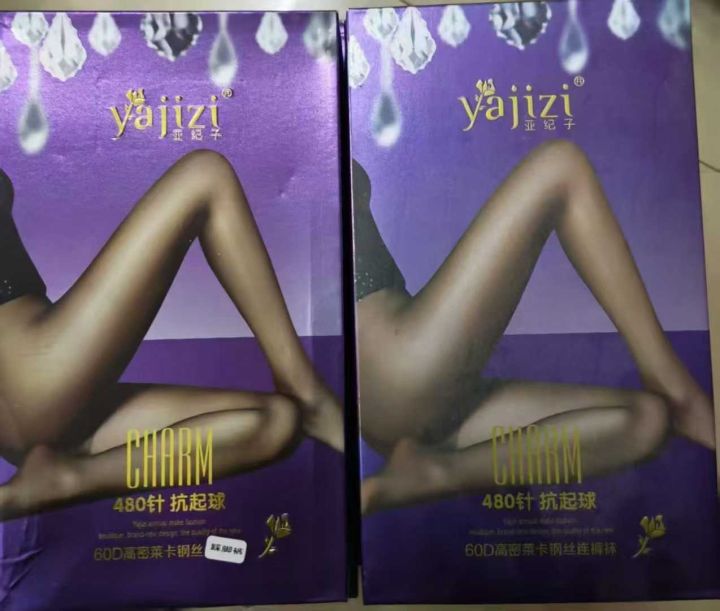 yajizi®
亚纪子
CHARM
480针 抗起球
60D高密莱卡钢丝
yajizi®
亚纪子
CHARM
480针 抗起球
60D高密莱卡钢丝连裤袜